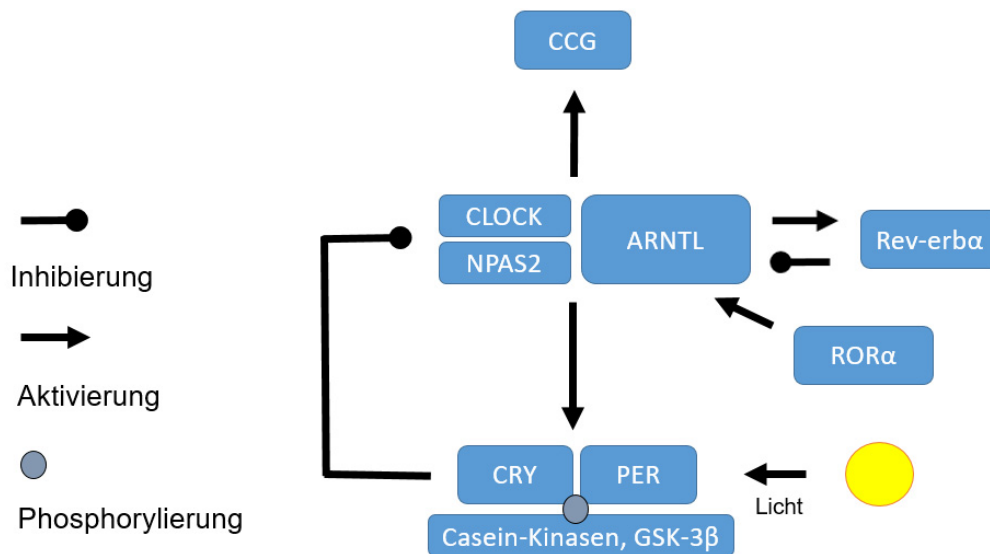 CCG
CLOCK
NPAS2
ARNTL
Rev-erbα
RORα
CRY
PER
Licht
Casein-Kinasen, GSK-3β
Inhibierung
Aktivierung
Phosphorylierung